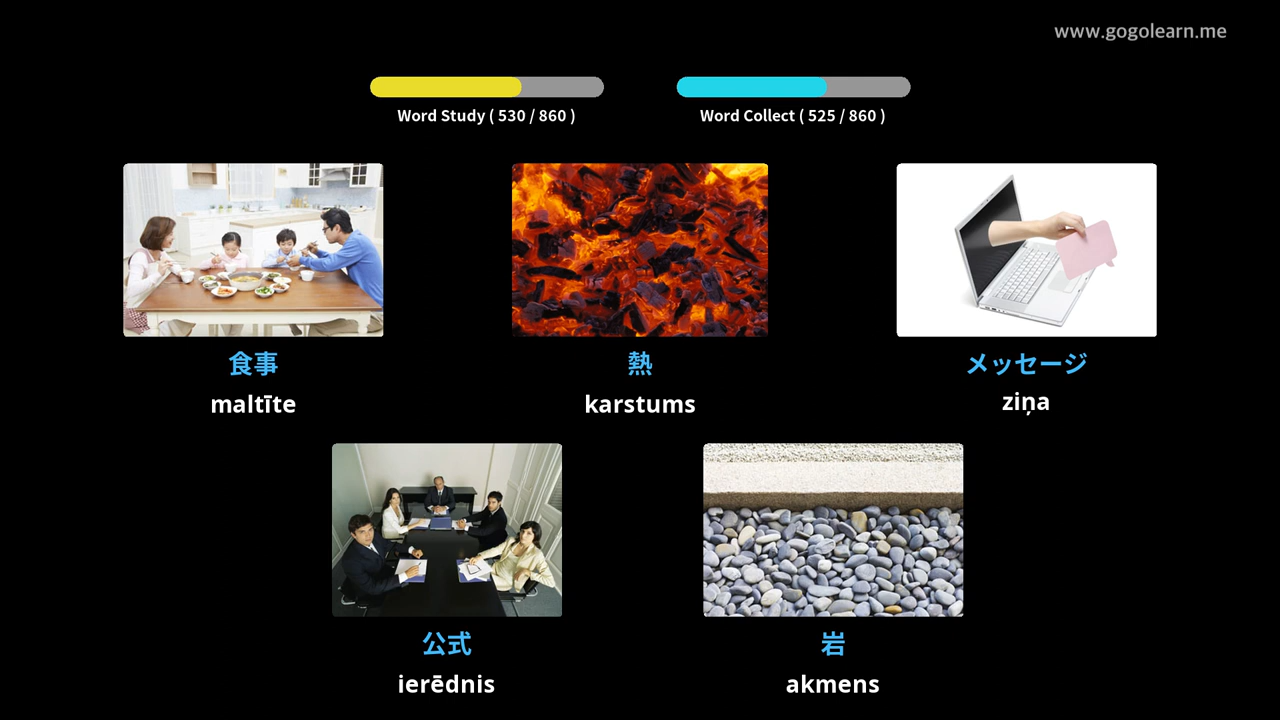 www.gogolearn.me
Word Study ( 530 / 860 )
Word Collect ( 525 / 860 )
食事
maltīte
熱
karstums
メッセージ
ziņa
公式
ierēdnis
岩
akmens